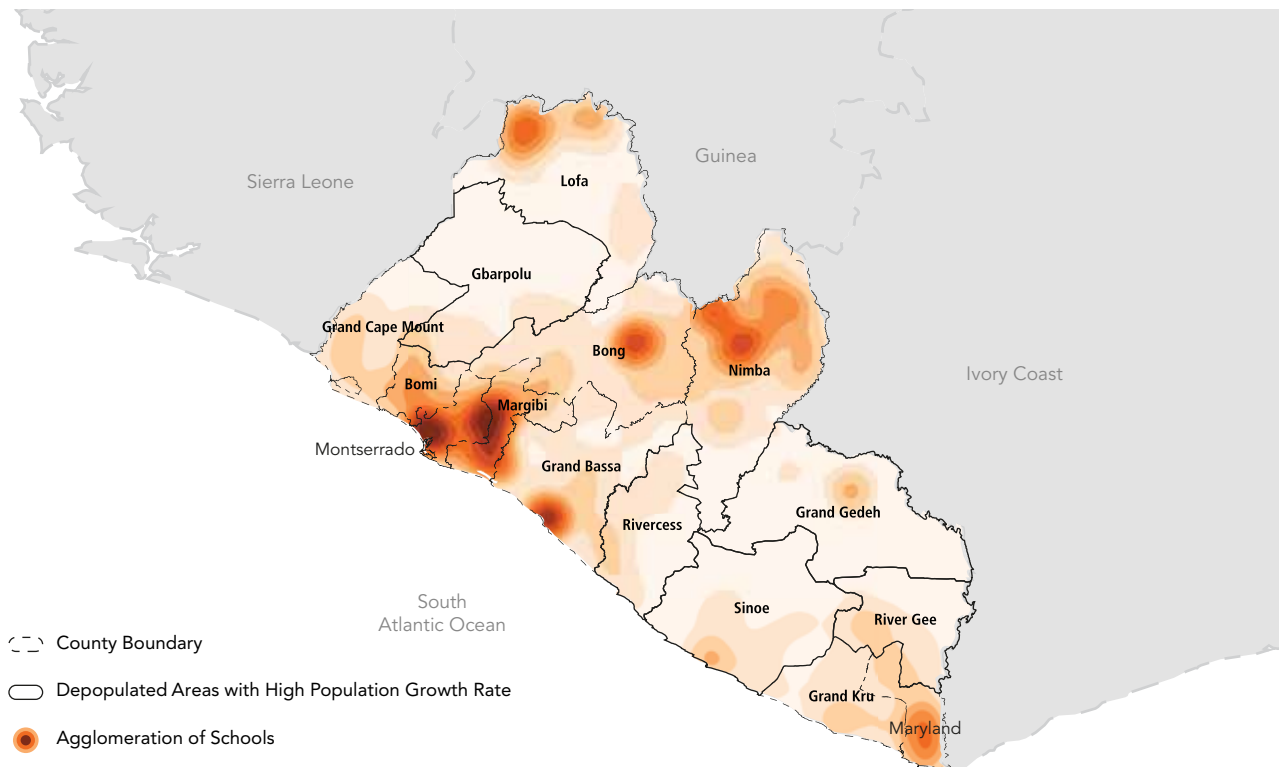 Guinea
Sierra Leone
Lofa
Gbarpolu
Grand Cape Mount
Bong
Nimba
Ivory Coast
Bomi
Margibi
Montserrado
Grand Bassa
Grand Gedeh
Rivercess
South
Atlantic Ocean
Sinoe
River Gee
Grand Kru
Maryland
County Boundary
Depopulated Areas with High Population Growth Rate
Agglomeration of Schools